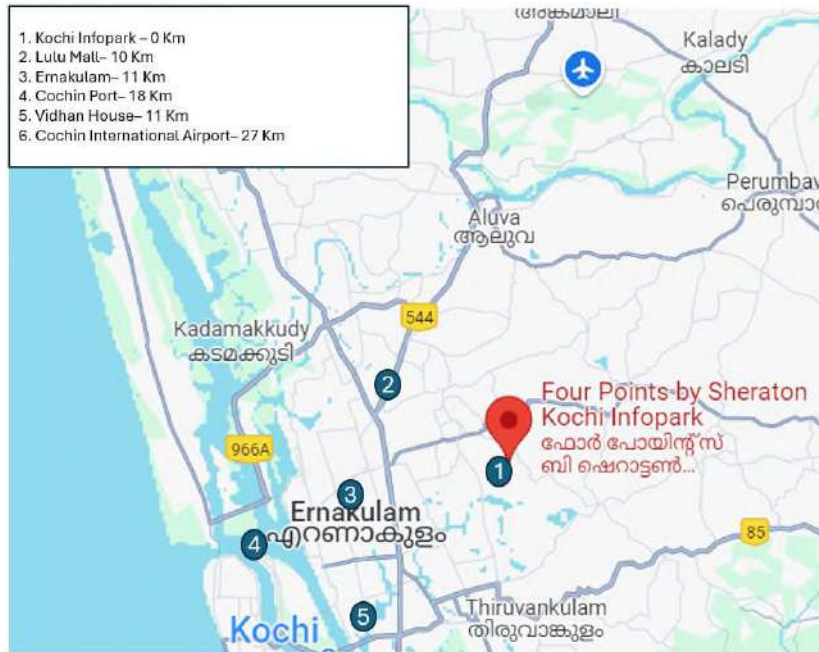 1. Kochi Infopark – 0 Km
2. Lulu Mall– 10 Km
3. Ernakulam– 11 Km
4. Cochin Port– 18 Km
5. Vidhan House– 11 Km
6. Cochin International Airport– 27 Km
അങ്കമാലി
Kalady
കാലടി
Perumbav
പെരുമ്പാ
Aluva
ആലുവ
544
Kadamakkudy
കടമക്കുടി
2
Four Points by Sheraton
Kochi Infopark
ഫോർ പോയിന്റ്സ്
ബി ഷെറാട്ടൺ...
966A
1
3
Ernakulam
എറണാകുളം
4
85
Thiruvankulam
തിരുവാങ്കുളം
5
Kochi